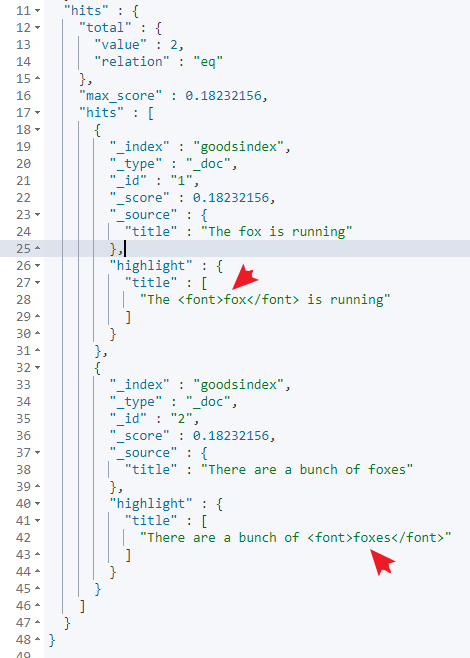 11 "hits" : {
12 "total" : {
13 "value" : 2,
14 "relation" : "eq"
15 },
16 "max_score" : 0.18232156,
17 "hits" : [
18 {
19 "_index" : "goodsindex",
20 "_type" : "_doc",
21 "_id" : "1",
22 "_score" : 0.18232156,
23 "_source" : {
24 "title" : "The fox is running"
25 },
26 "highlight" : {
27 "title" : [
28 "The <font>fox</font> is running"
29 ]
30 }
31 },
32 {
33 "_index" : "goodsindex",
34 "_type" : "_doc",
35 "_id" : "2",
36 "_score" : 0.18232156,
37 "_source" : {
38 "title" : "There are a bunch of foxes"
39 },
40 "highlight" : {
41 "title" : [
42 "There are a bunch of <font>foxes</font>"
43 ]
44 }
45 }
46 ]
47 }
48 }
49